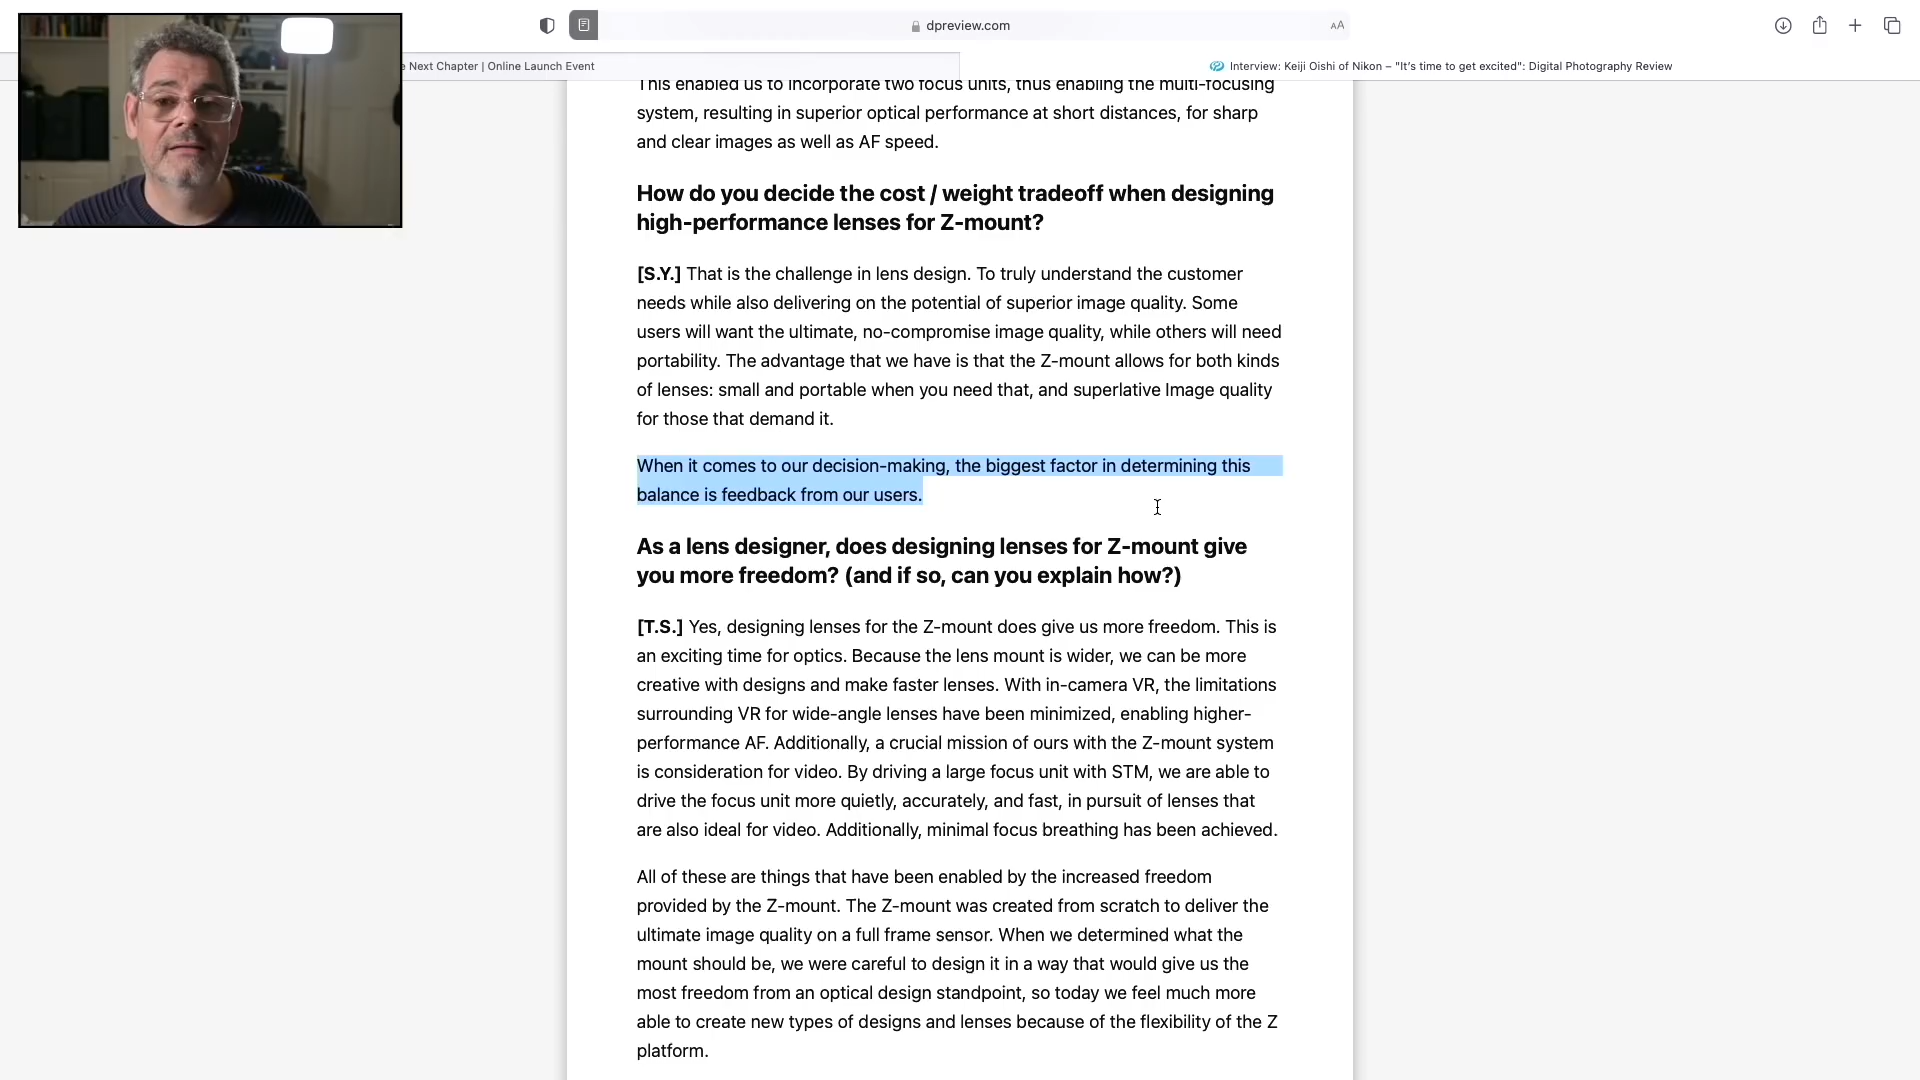 dpreview.com
AA
e Next Chapter | Online Launch Event
Interview: Keiji Oishi of Nikon – "It's time to get excited": Digital Photography Review
This enabled us to incorporate two focus units, thus enabling the multi-focusing
system, resulting in superior optical performance at short distances, for sharp
and clear images as well as AF speed.
How do you decide the cost / weight tradeoff when designing
high-performance lenses for Z-mount?
[S.Y.] That is the challenge in lens design. To truly understand the customer
needs while also delivering on the potential of superior image quality. Some
users will want the ultimate, no-compromise image quality, while others will need
portability. The advantage that we have is that the Z-mount allows for both kinds
of lenses: small and portable when you need that, and superlative Image quality
for those that demand it.
When it comes to our decision-making, the biggest factor in determining this
balance is feedback from our users.
As a lens designer, does designing lenses for Z-mount give
you more freedom? (and if so, can you explain how?)
[T.S.] Yes, designing lenses for the Z-mount does give us more freedom. This is
an exciting time for optics. Because the lens mount is wider, we can be more
creative with designs and make faster lenses. With in-camera VR, the limitations
surrounding VR for wide-angle lenses have been minimized, enabling higher-
performance AF. Additionally, a crucial mission of ours with the Z-mount system
is consideration for video. By driving a large focus unit with STM, we are able to
drive the focus unit more quietly, accurately, and fast, in pursuit of lenses that
are also ideal for video. Additionally, minimal focus breathing has been achieved.
All of these are things that have been enabled by the increased freedom
provided by the Z-mount. The Z-mount was created from scratch to deliver the
ultimate image quality on a full frame sensor. When we determined what the
mount should be, we were careful to design it in a way that would give us the
most freedom from an optical design standpoint, so today we feel much more
able to create new types of designs and lenses because of the flexibility of the Z
platform.